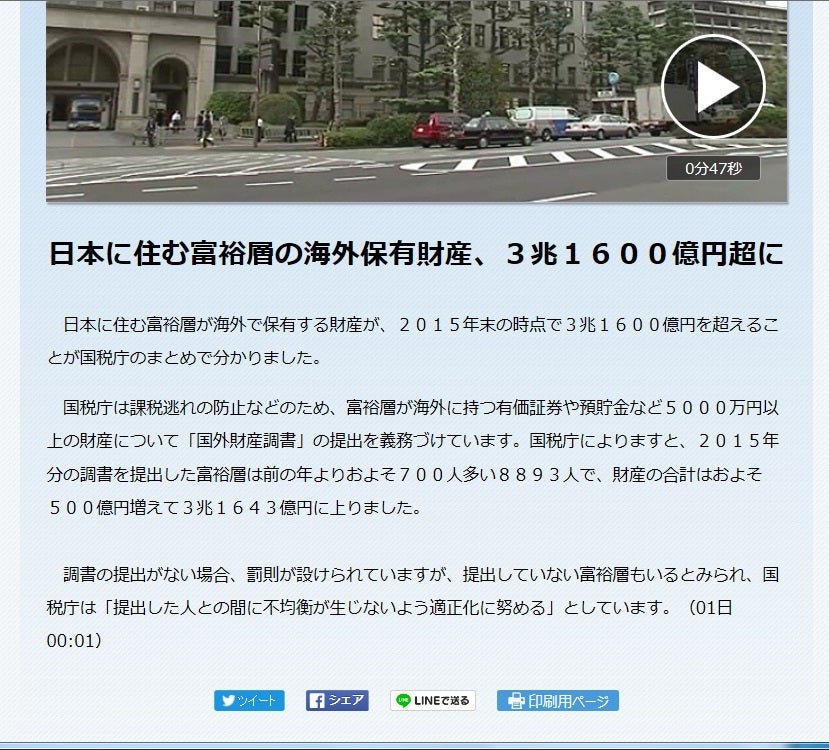 0分47秒
日本に住む富裕層の海外保有財産、３兆１６００億円超に
日本に住む富裕層が海外で保有する財産が、２０１５年末の時点で３兆１６００億円を超えるこ
とが国税庁のまとめで分かりました。
国税庁は課税逃れの防止などのため、富裕層が海外に持つ有価証券や預貯金など５０００万円以
上の財産について「国外財産調書」の提出を義務づけています。国税庁によりますと、２０１５年
分の調書を提出した富裕層は前の年よりおよそ７００人多い８８９３人で、財産の合計はおよそ
５００億円増えて３兆１６４３億円に上りました。
調書の提出がない場合、罰則が設けられていますが、提出していない富裕層もいるとみられ、国
税庁は「提出した人との間に不均衡が生じないよう適正化に努める」としています。（01日
00:01）
ツイート シェア LINE LINEで送る 印刷用ページ